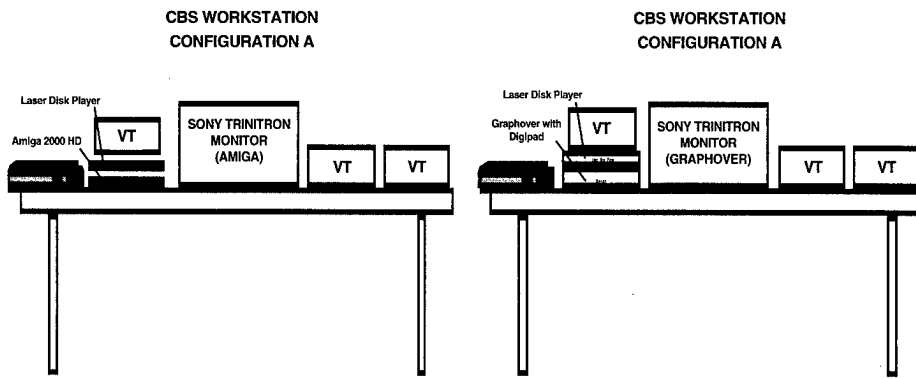 CBS WORKSTATION
CONFIGURATION A
Laser Disk Player
Amiga 2000 HD
VT
SONY TRINITRON
MONITOR
(AMIGA)
VT
VT
CBS WORKSTATION
CONFIGURATION A
Laser Disk Player
Graphover with
Digipad
VT
SONY TRINITRON
MONITOR
(GRAPHOVER)
VT
VT